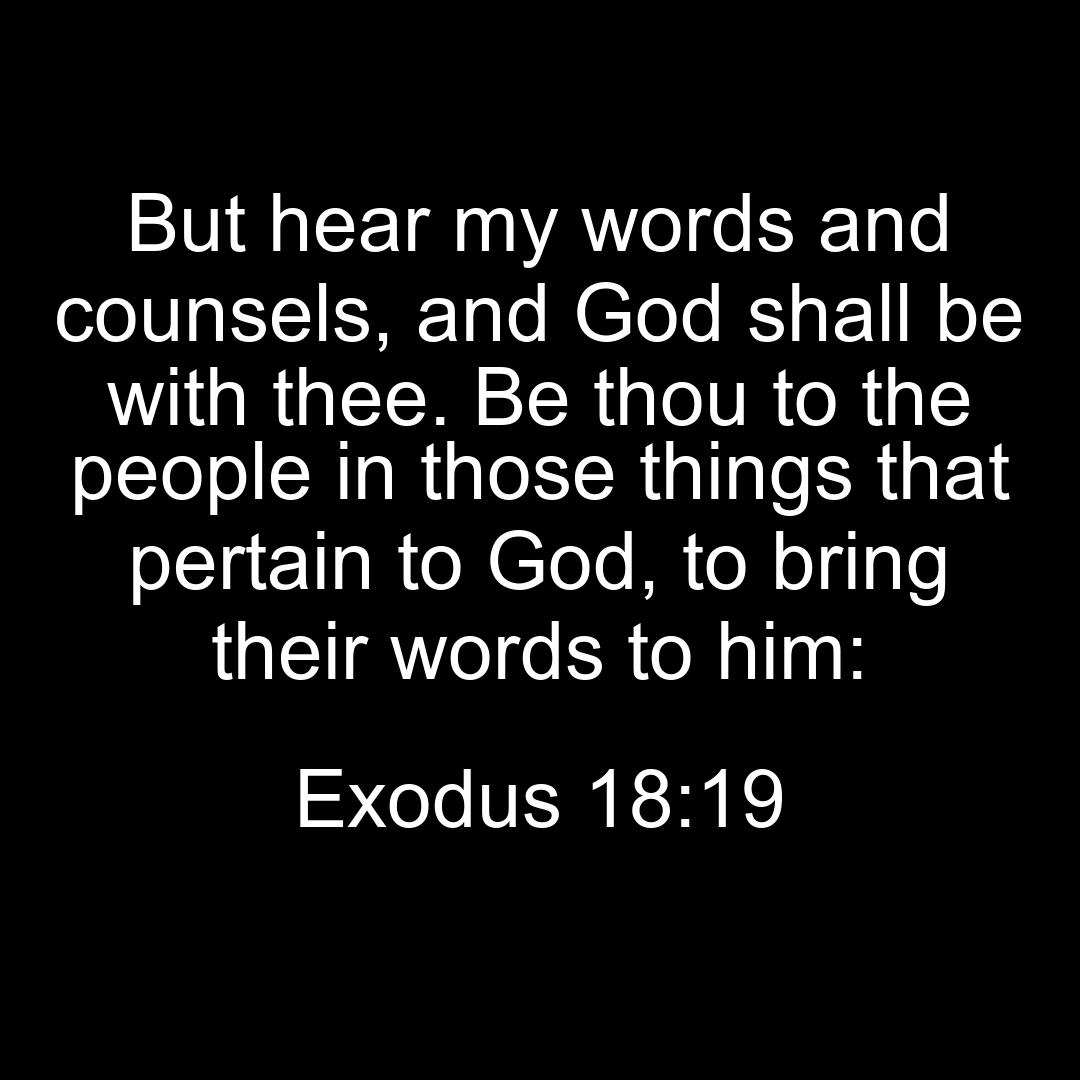 But hear my words and
counsels, and God shall be
with thee. Be thou to the
people in those things that
pertain to God, to bring
their words to him:
Exodus 18:19